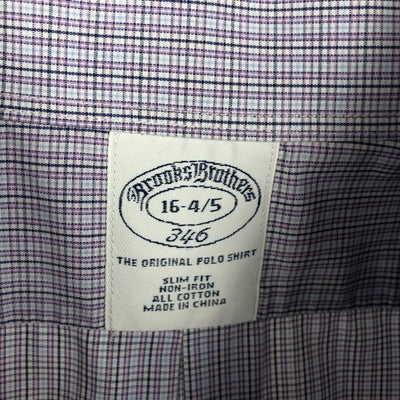 Brooks Brothers
16-4/5
346
THE ORIGINAL POLO SHIRT
SLIM FIT
NON-IRON
ALL COTTON
MADE IN CHINA